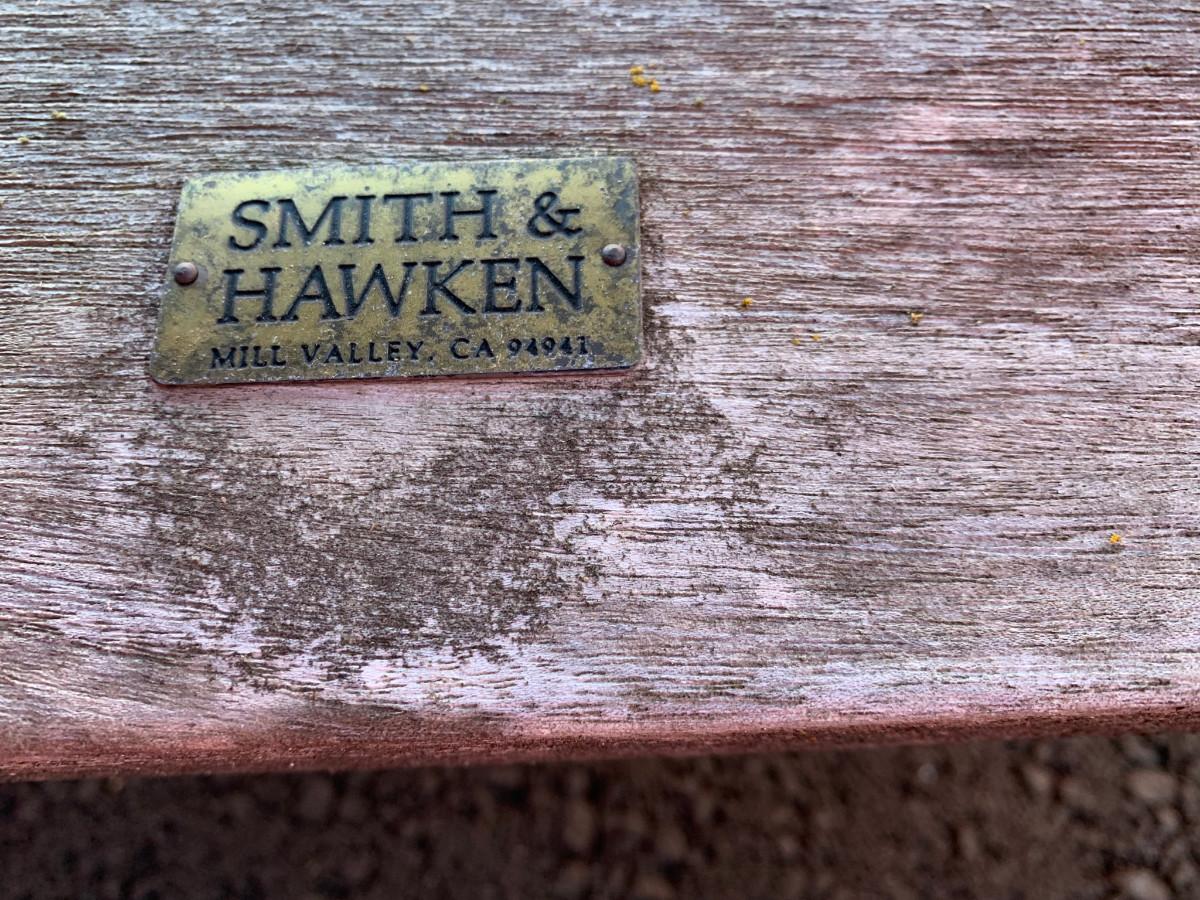 SMITH &
HAWKEN
MILL VALLEY, CA 94941